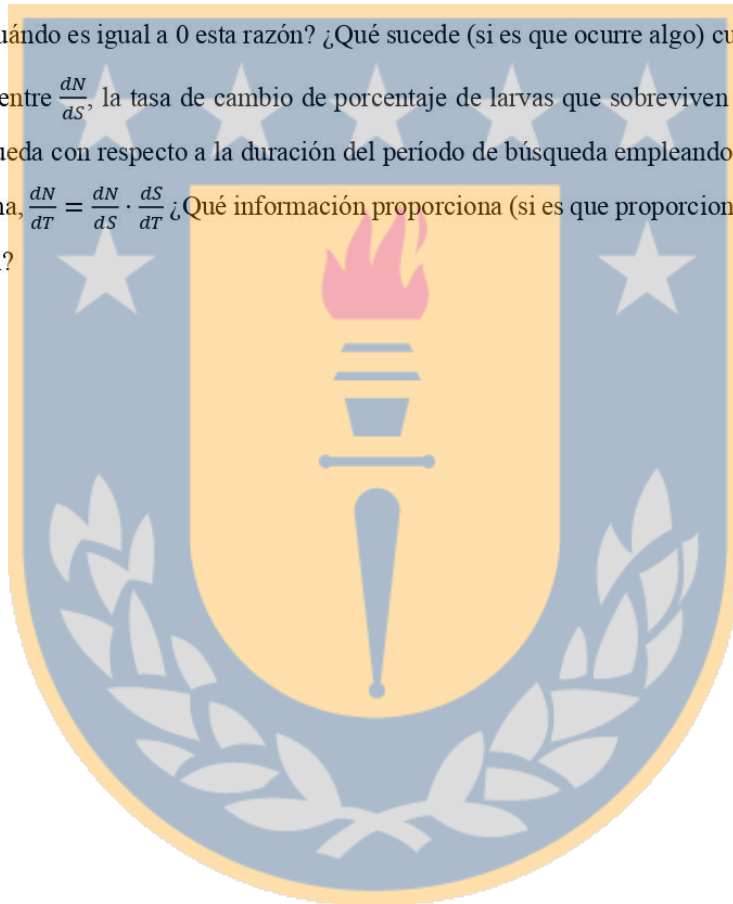 uándo es igual a 0 esta razón? ¿Qué sucede (si es que ocurre algo) cu
entre dN/dS, la tasa de cambio de porcentaje de larvas que sobreviven
ueda con respecto a la duración del período de búsqueda empleando
na, dN/dT = dN/dS · dS/dT ¿Qué información proporciona (si es que proporcion
?